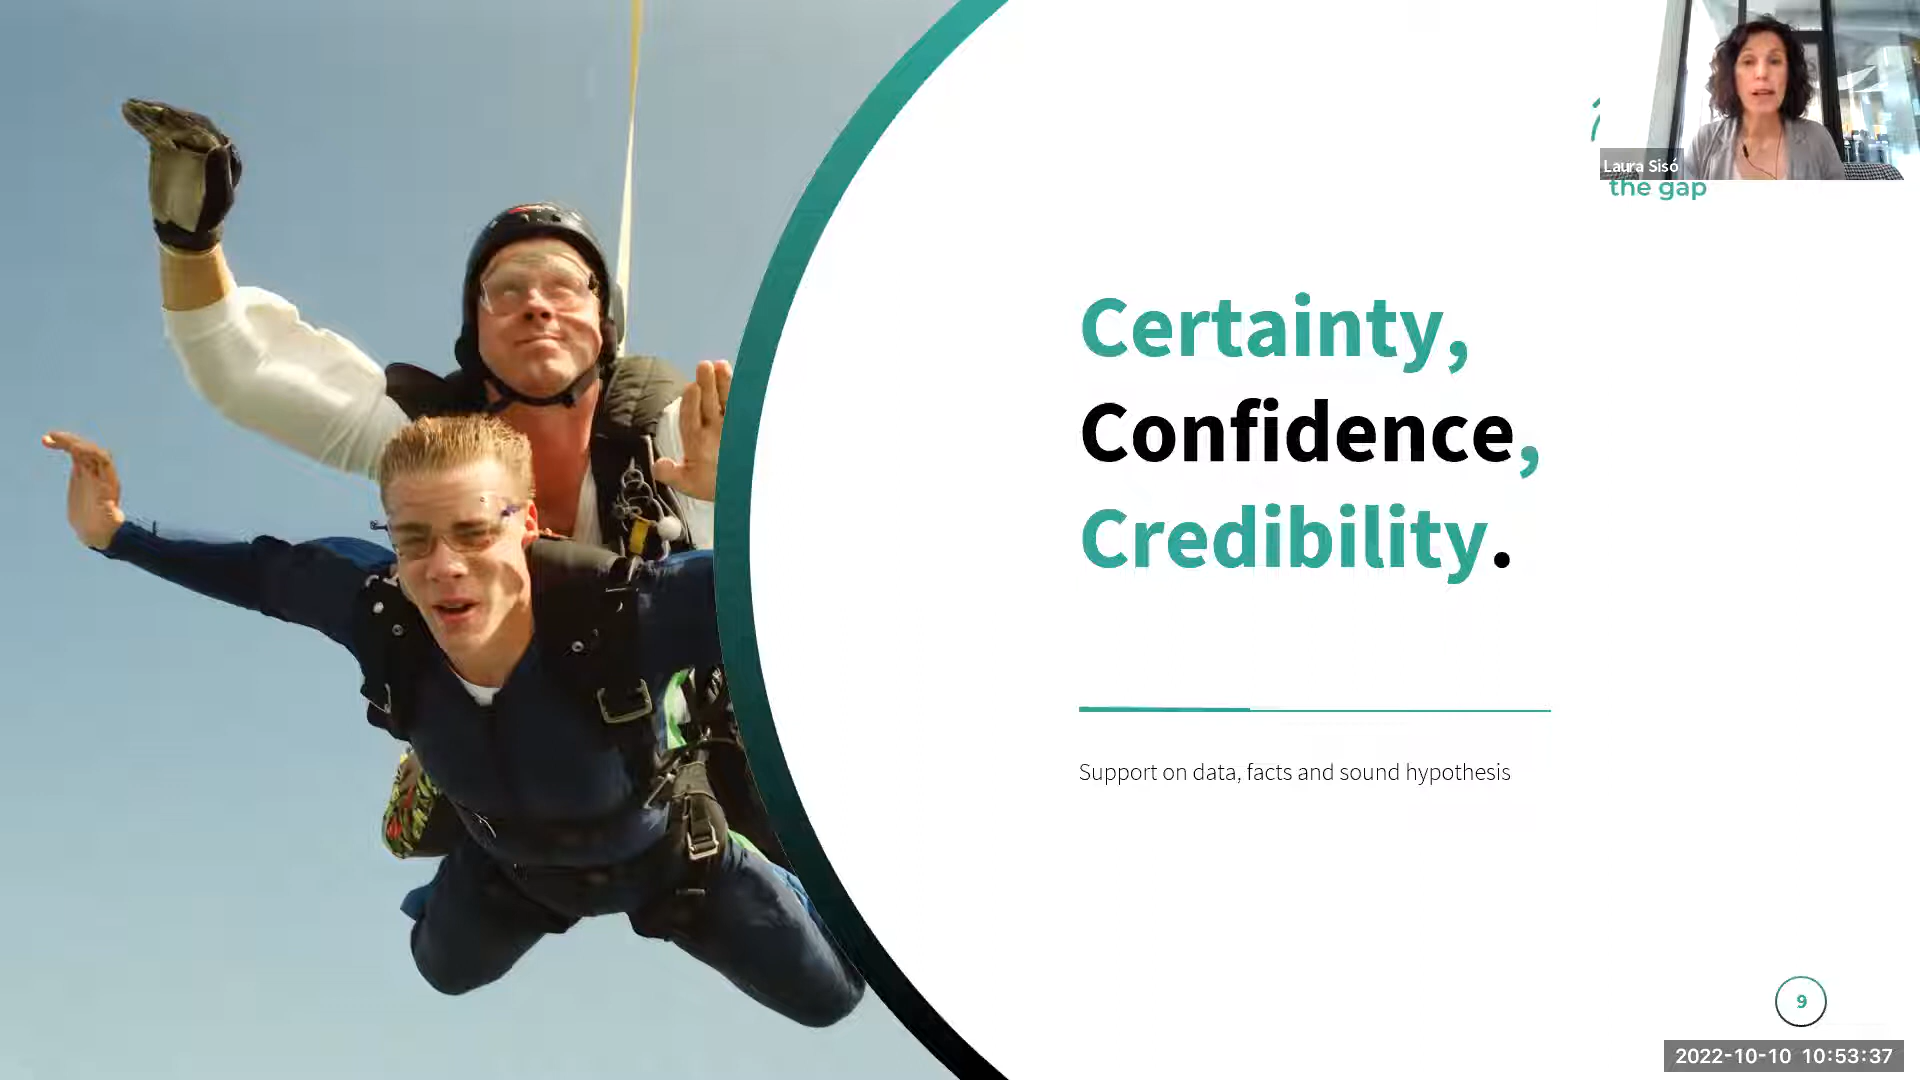 Laura Sisó
the gap
Certainty,
Confidence,
Credibility.
Support on data, facts and sound hypothesis
9
2022-10-10 10:53:37